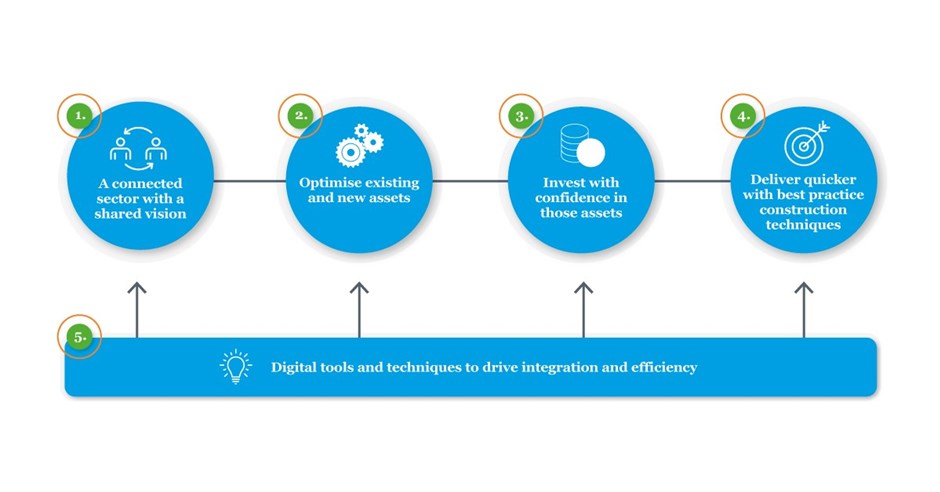 1.
A connected
sector with a
shared vision
2.
Optimise existing
and new assets
3.
Invest with
confidence in
those assets
4.
Deliver quicker
with best practice
construction
techniques
5.
Digital tools and techniques to drive integration and efficiency